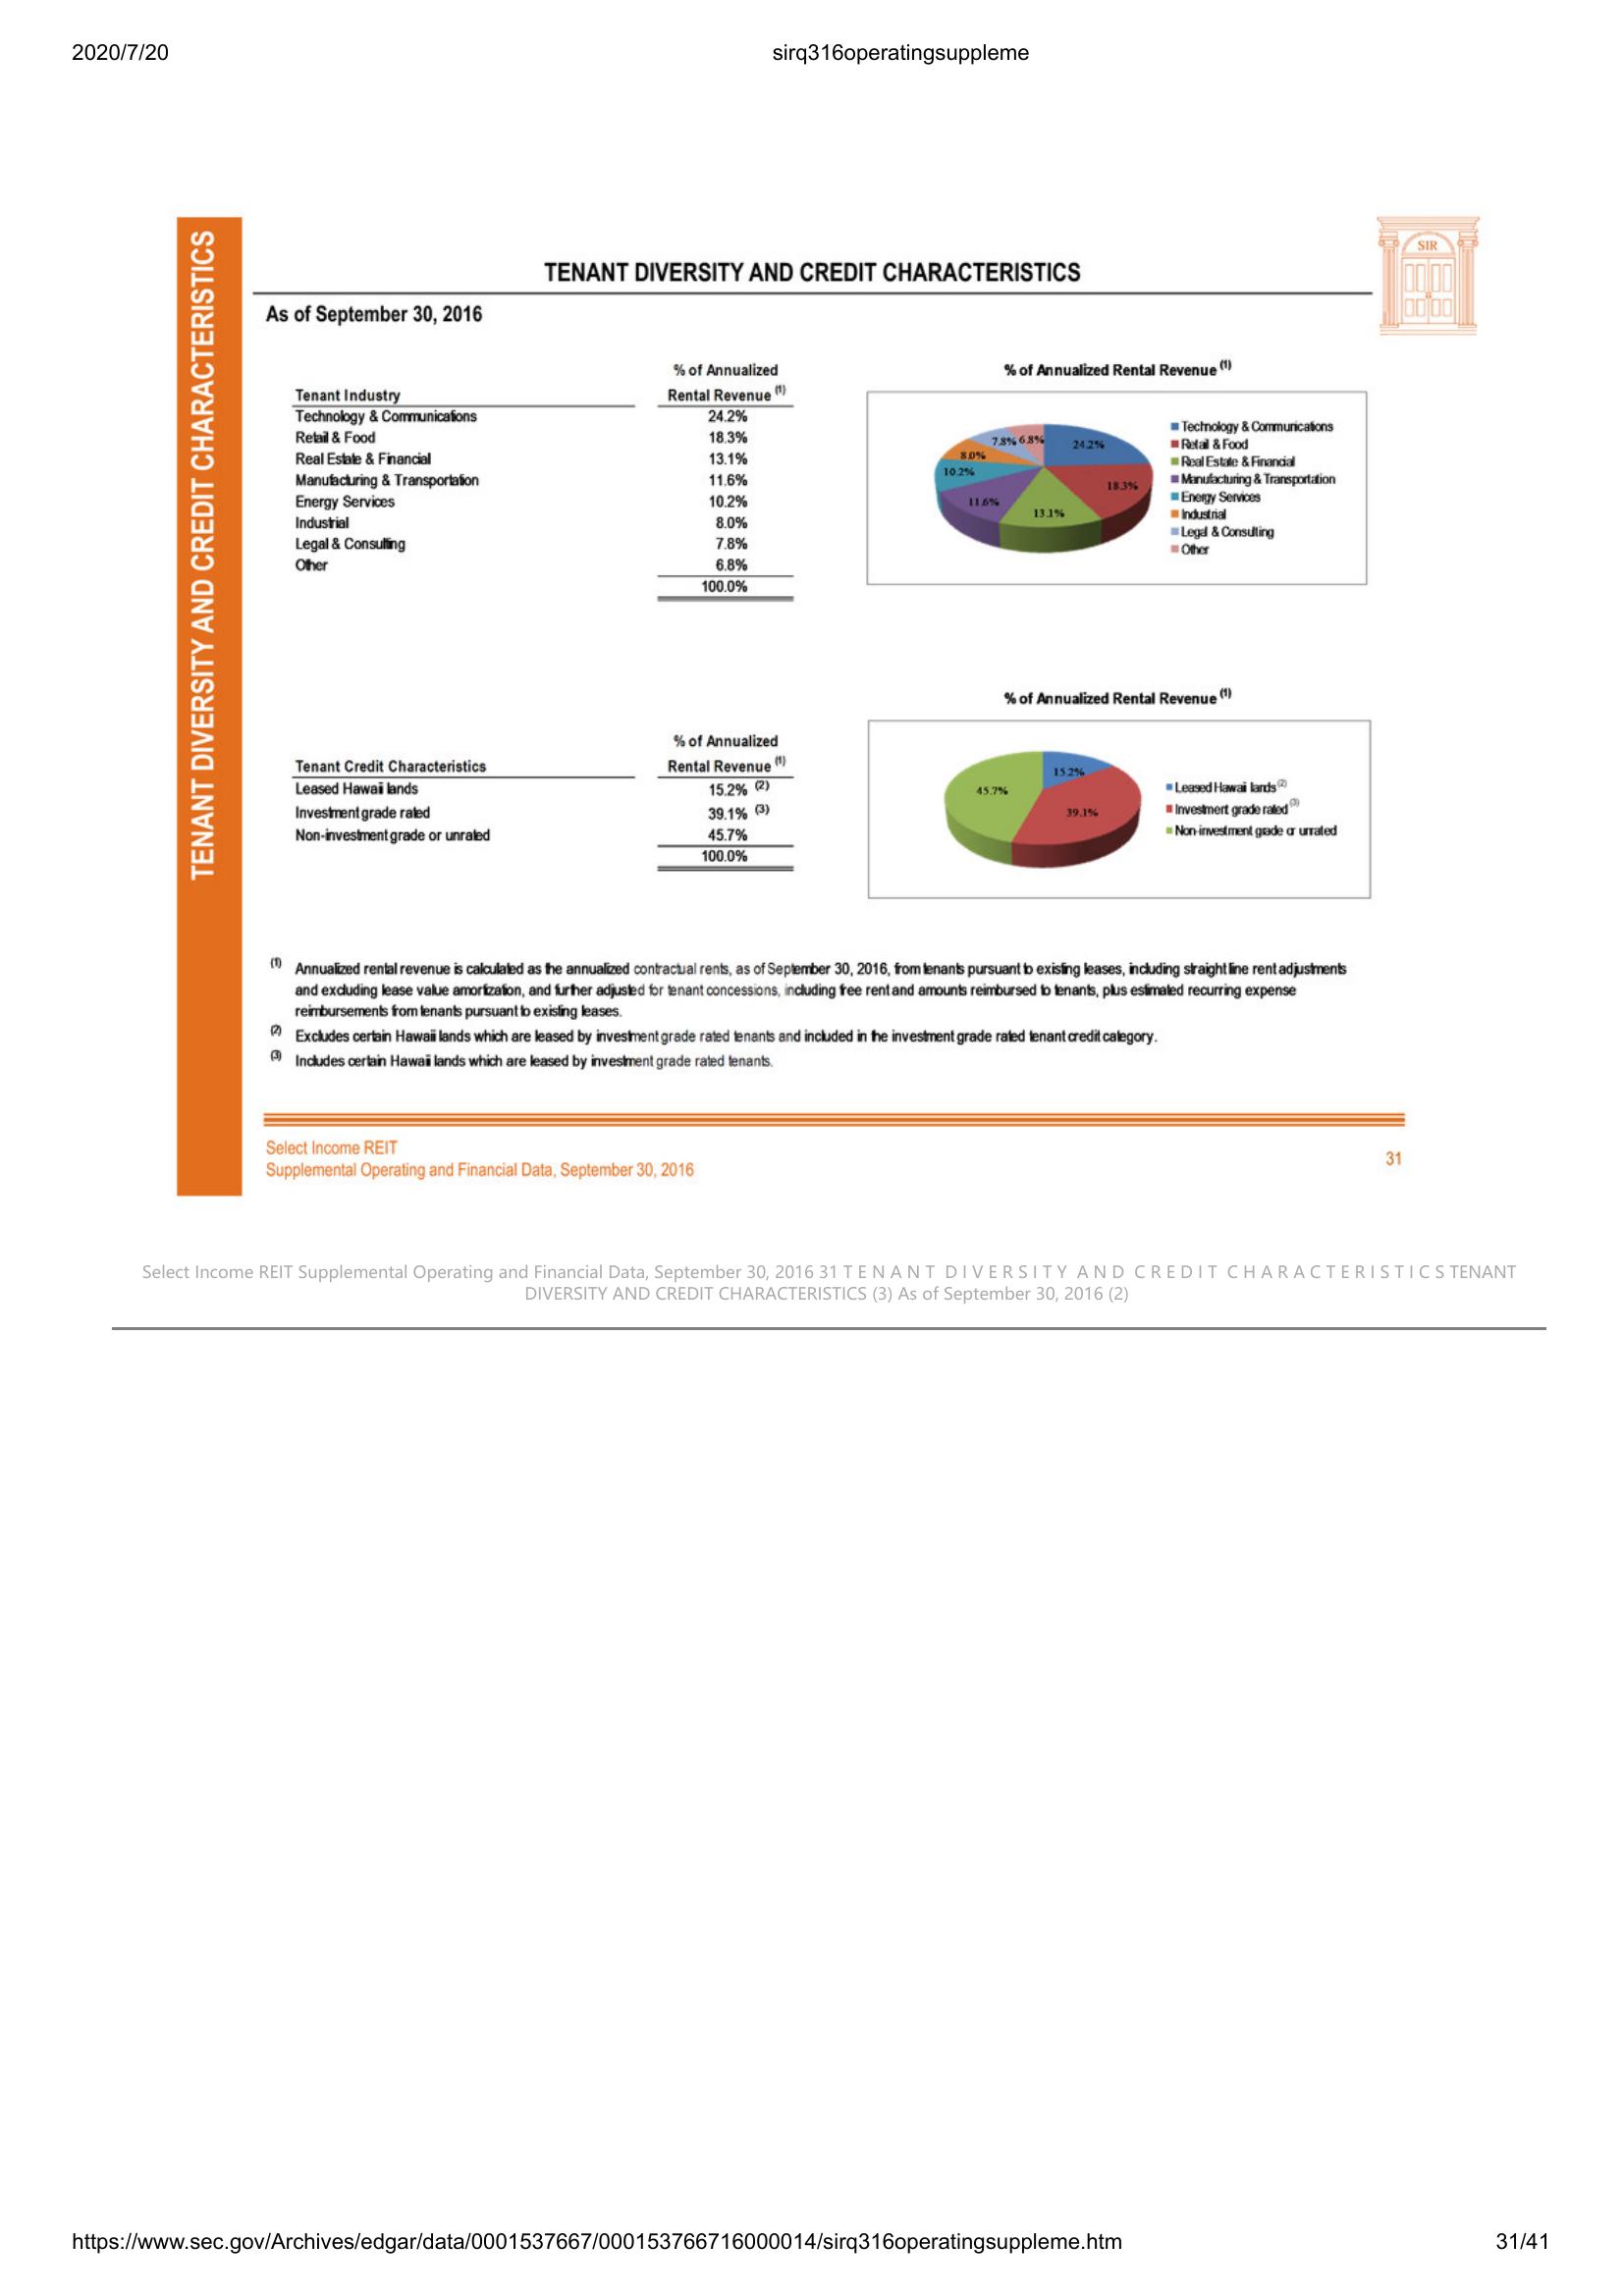 2020/7/20
sirq316operatingsuppleme
TENANT DIVERSITY AND CREDIT CHARACTERISTICS
SIR
TENANT DIVERSITY AND CREDIT CHARACTERISTICS
As of September 30, 2016
% of Annualized
Tenant Industry Rental Revenue (1)
Technology & Communications 24.2%
Retail & Food 18.3%
Real Estate & Financial 13.1%
Manufacturing & Transportation 11.6%
Energy Services 10.2%
Industrial 8.0%
Legal & Consulting 7.8%
Other 6.8%
100.0%
% of Annualized Rental Revenue (1)
7.8% 6.8% 24.2%
8.0%
10.2%
18.3%
11.6%
13.1%
Technology & Communications
Retail & Food
Real Estate & Financial
Manufacturing & Transportation
Energy Services
Industrial
Legal & Consulting
Other
% of Annualized
Tenant Credit Characteristics Rental Revenue (1)
Leased Hawaii lands 15.2% (2)
Investment grade rated 39.1% (3)
Non-investment grade or unrated 45.7%
100.0%
% of Annualized Rental Revenue (1)
15.2%
45.7%
39.1%
Leased Hawaii lands (2)
Investment grade rated (3)
Non-investment grade or unrated
(1) Annualized rental revenue is calculated as the annualized contractual rents, as of September 30, 2016, from tenants pursuant to existing leases, including straight line rent adjustments
and excluding lease value amortization, and further adjusted for tenant concessions, including free rent and amounts reimbursed to tenants, plus estimated recurring expense
reimbursements from tenants pursuant to existing leases.
(2) Excludes certain Hawaii lands which are leased by investment grade rated tenants and included in the investment grade rated tenant credit category.
(3) Includes certain Hawaii lands which are leased by investment grade rated tenants.
Select Income REIT
Supplemental Operating and Financial Data, September 30, 2016
31
Select Income REIT Supplemental Operating and Financial Data, September 30, 2016 31 T E N A N T D I V E R S I T Y A N D C R E D I T C H A R A C T E R I S T I C S TENANT
DIVERSITY AND CREDIT CHARACTERISTICS (3) As of September 30, 2016 (2)
https://www.sec.gov/Archives/edgar/data/0001537667/000153766716000014/sirq316operatingsuppleme.htm
31/41